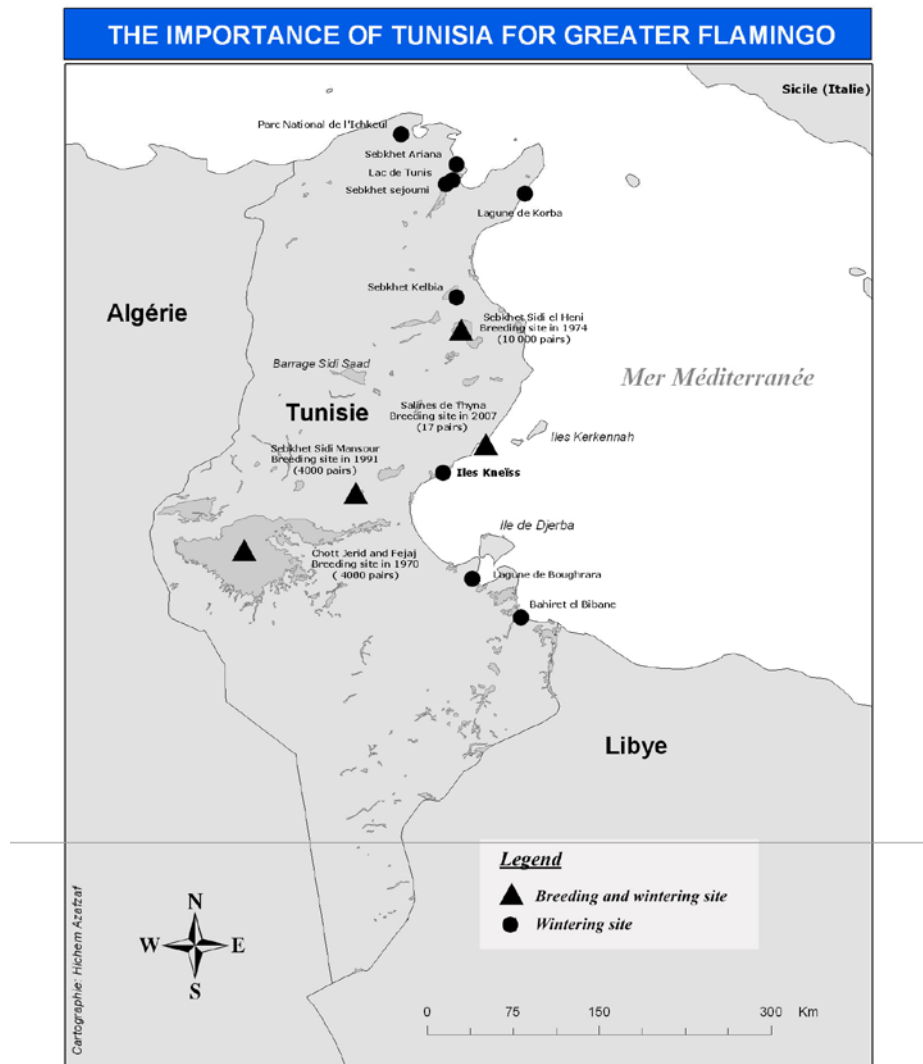 THE IMPORTANCE OF TUNISIA FOR GREATER FLAMINGO
Sicile (Italie)
Parc National de l'Ichkeul
Sebkhet Ariana
Lac de Tunis
Sebkhet sejoumi
Lagune de Korba
Sebkhet Kelbia
Algérie
Sebkhet Sidi el Heni
Breeding site in 1974
(10 000 pairs)
Barrage Sidi Saad
Mer Méditerranée
Tunisie
Salines de Thyna
Breeding site in 2007
(17 pairs)
Iles Kerkennah
Sebkhet Sidi Mansour
Breeding site in 1991
(4000 pairs)
Iles Kneïss
Ile de Djerba
Chott Jerid and Fejaj
Breeding site in 1970
( 4000 pairs)
Lagune de Boughrara
Bahiret el Bibane
Libye
Legend
Breeding and wintering site
Wintering site
N
W
E
S
Cartographie: Hichem Azafzaf
0 75 150 300 Km